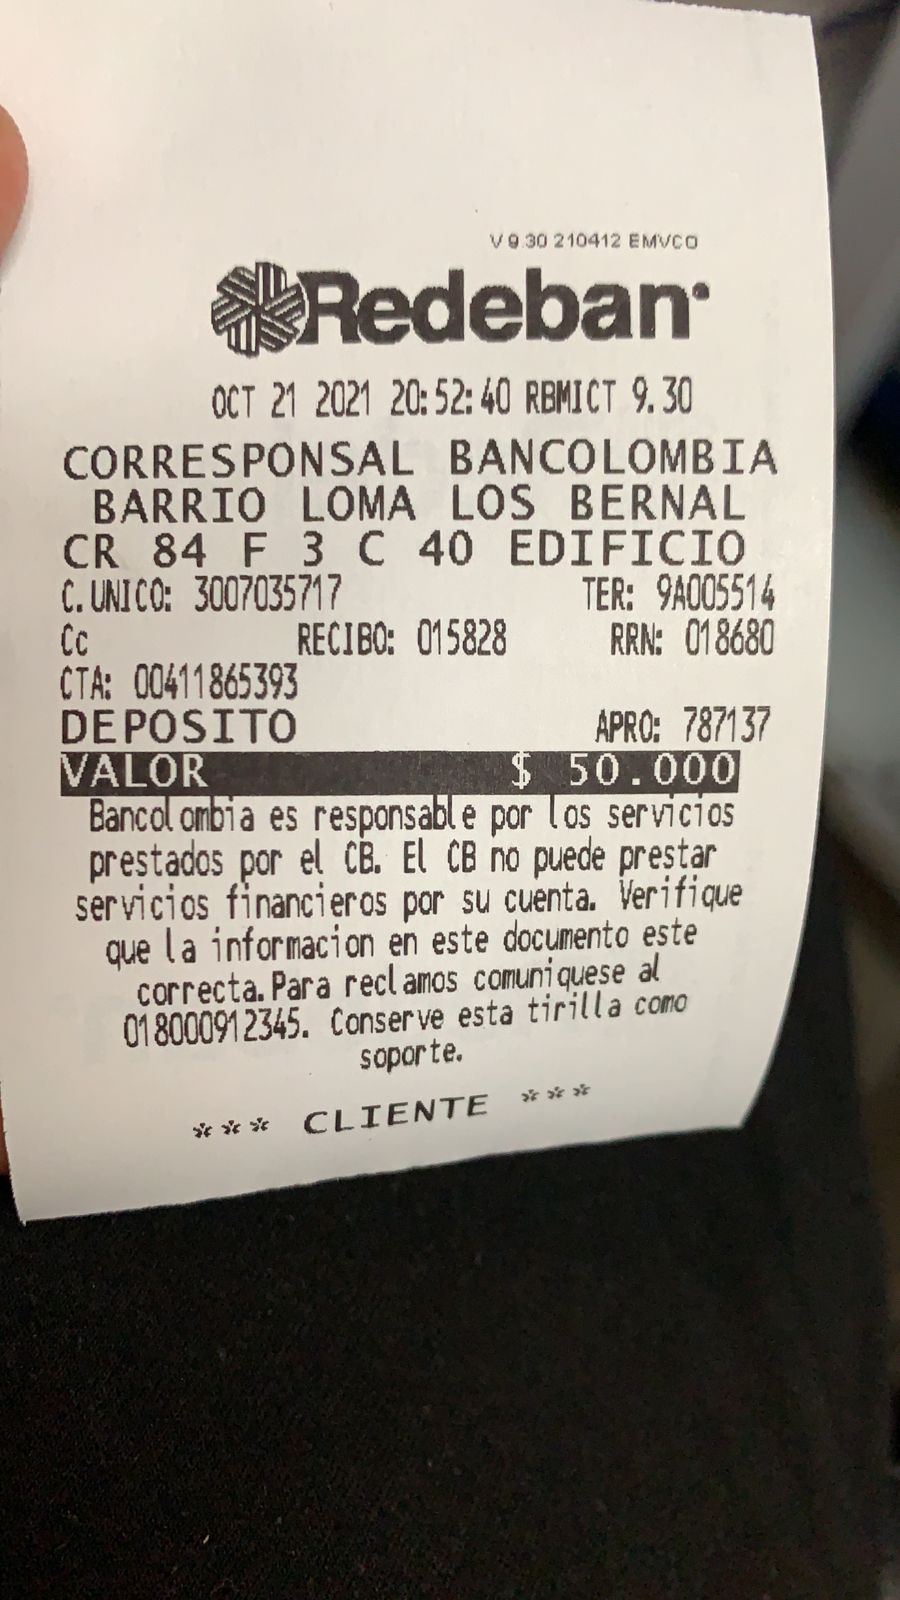 V 9.30 210412 EMVCO
Redeban
OCT 21 2021 20:52:40 RBMICT 9.30
CORRESPONSAL BANCOLOMBIA
BARRIO LOMA LOS BERNAL
CR 84 F 3 C 40 EDIFICIO
C.UNICO: 3007035717 TER: 9A005514
Cc RECIBO: 015828 RRN: 018680
CTA: 00411865393
DEPOSITO APRO: 787137
VALOR $ 50.000
Bancolombia es responsable por los servicios
prestados por el CB. El CB no puede prestar
servicios financieros por su cuenta. Verifique
que la informacion en este documento este
correcta.Para reclamos comuniquese al
018000912345. Conserve esta tirilla como
soporte.
*** CLIENTE ***